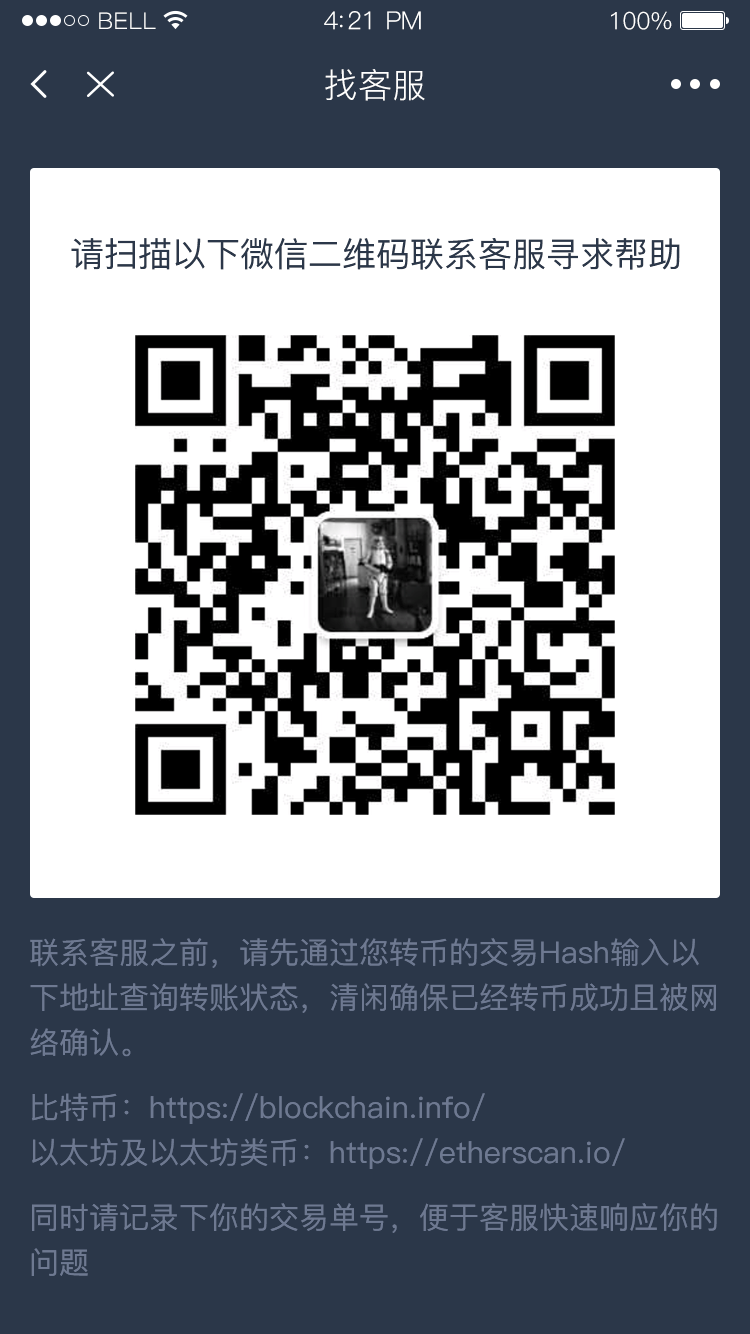 BELL 4:21 PM 100%
找客服
请扫描以下微信二维码联系客服寻求帮助
联系客服之前，请先通过您转币的交易Hash输入以
下地址查询转账状态，清闲确保已经转币成功且被网
络确认。
比特币：https://blockchain.info/
以太坊及以太坊类币：https://etherscan.io/
同时请记录下你的交易单号，便于客服快速响应你的
问题